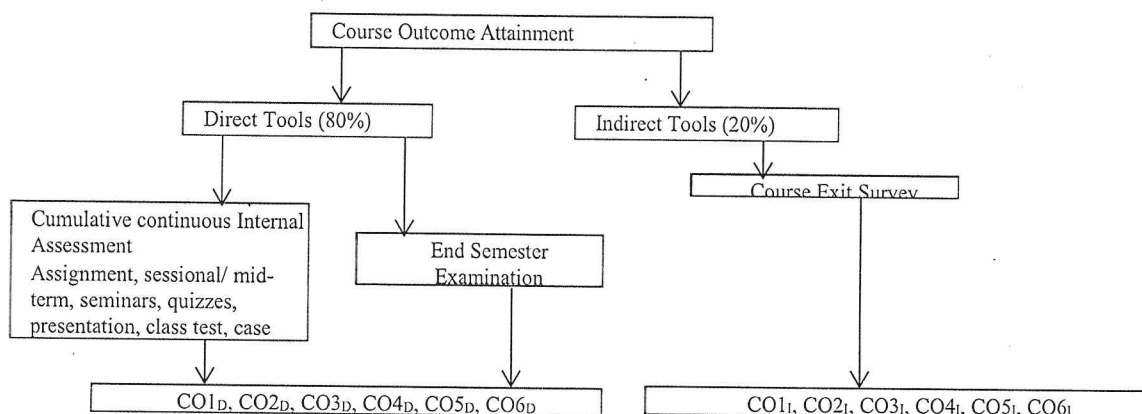 Course Outcome Attainment
Direct Tools (80%)
Indirect Tools (20%)
Course Exit Survey
Cumulative continuous Internal
Assessment
Assignment, sessional/ mid-
term, seminars, quizzes,
presentation, class test, case
End Semester
Examination
CO1D, CO2D, CO3D, CO4D, CO5D, CO6D
CO1I, CO2I, CO3I, CO4I, CO5I, CO6I